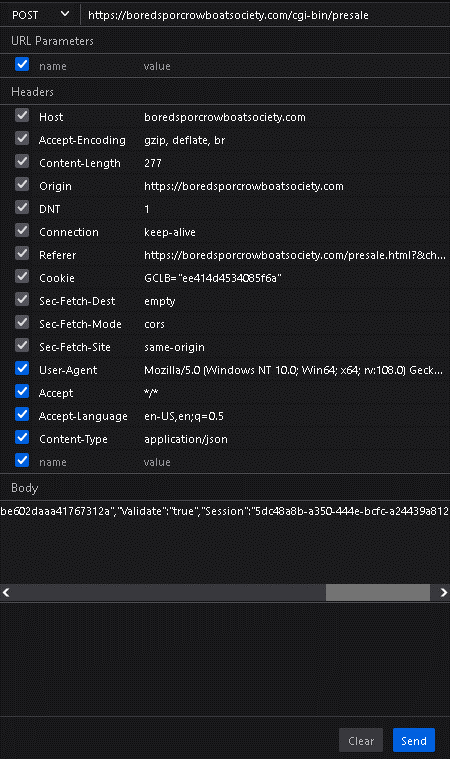 POST https://boredsporcrowboatsociety.com/cgi-bin/presale
URL Parameters
name value
Headers
Host boredsporcrowboatsociety.com
Accept-Encoding gzip, deflate, br
Content-Length 277
Origin https://boredsporcrowboatsociety.com
DNT 1
Connection keep-alive
Referer https://boredsporcrowboatsociety.com/presale.html?&ch...
Cookie GCLB="ee414d4534085f6a"
Sec-Fetch-Dest empty
Sec-Fetch-Mode cors
Sec-Fetch-Site same-origin
User-Agent Mozilla/5.0 (Windows NT 10.0; Win64; x64; rv:108.0) Geck...
Accept */*
Accept-Language en-US,en;q=0.5
Content-Type application/json
name value
Body
be602daaa41767312a","Validate":"true","Session":"5dc48a8b-a350-444e-bcfc-a24439a812
Clear Send